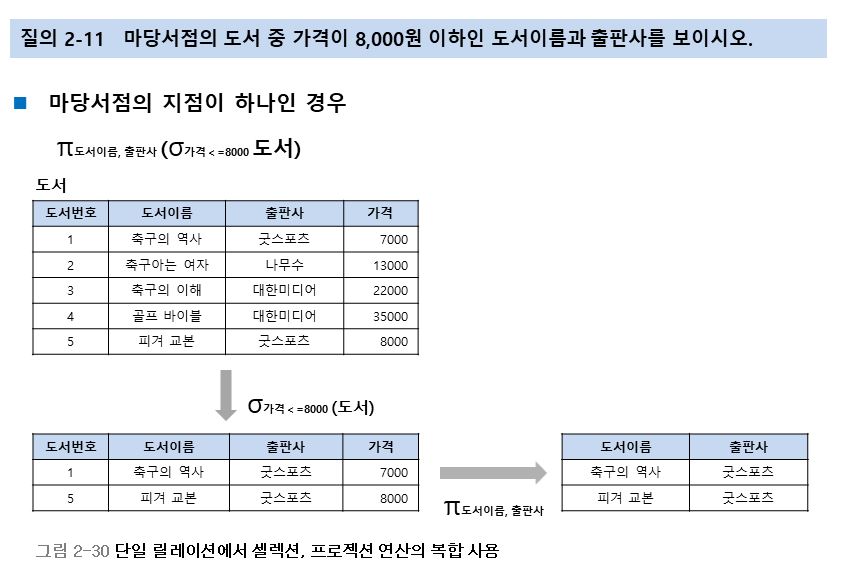 질의 2-11 마당서점의 도서 중 가격이 8,000원 이하인 도서이름과 출판사를 보이시오.
마당서점의 지점이 하나인 경우
π도서이름, 출판사 (σ가격 < =8000 도서)
도서
도서번호 도서이름 출판사 가격
1 축구의 역사 굿스포츠 7000
2 축구아는 여자 나무수 13000
3 축구의 이해 대한미디어 22000
4 골프 바이블 대한미디어 35000
5 피겨 교본 굿스포츠 8000
σ가격 < =8000 (도서)
도서번호 도서이름 출판사 가격
1 축구의 역사 굿스포츠 7000
5 피겨 교본 굿스포츠 8000
π도서이름, 출판사
도서이름 출판사
축구의 역사 굿스포츠
피겨 교본 굿스포츠
그림 2-30 단일 릴레이션에서 셀렉션, 프로젝션 연산의 복합 사용